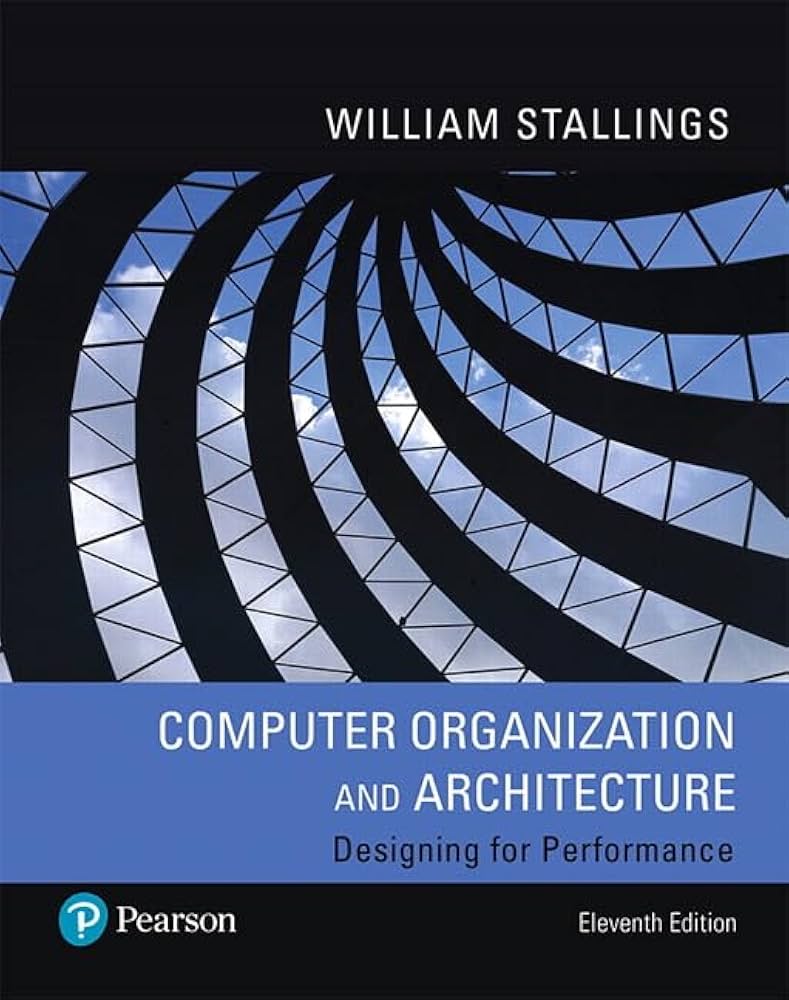 WILLIAM STALLINGS
COMPUTER ORGANIZATION
AND ARCHITECTURE
Designing for Performance
P Pearson
Eleventh Edition